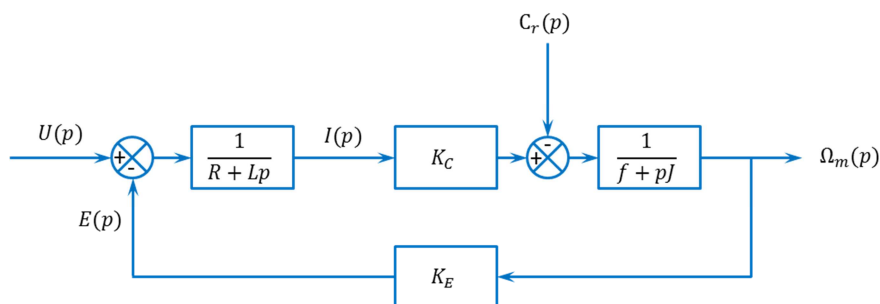 C_r(p)
U(p)
+
-
1
R + Lp
I(p)
K_C
-
+
1
f + pJ
Ω_m(p)
E(p)
K_E